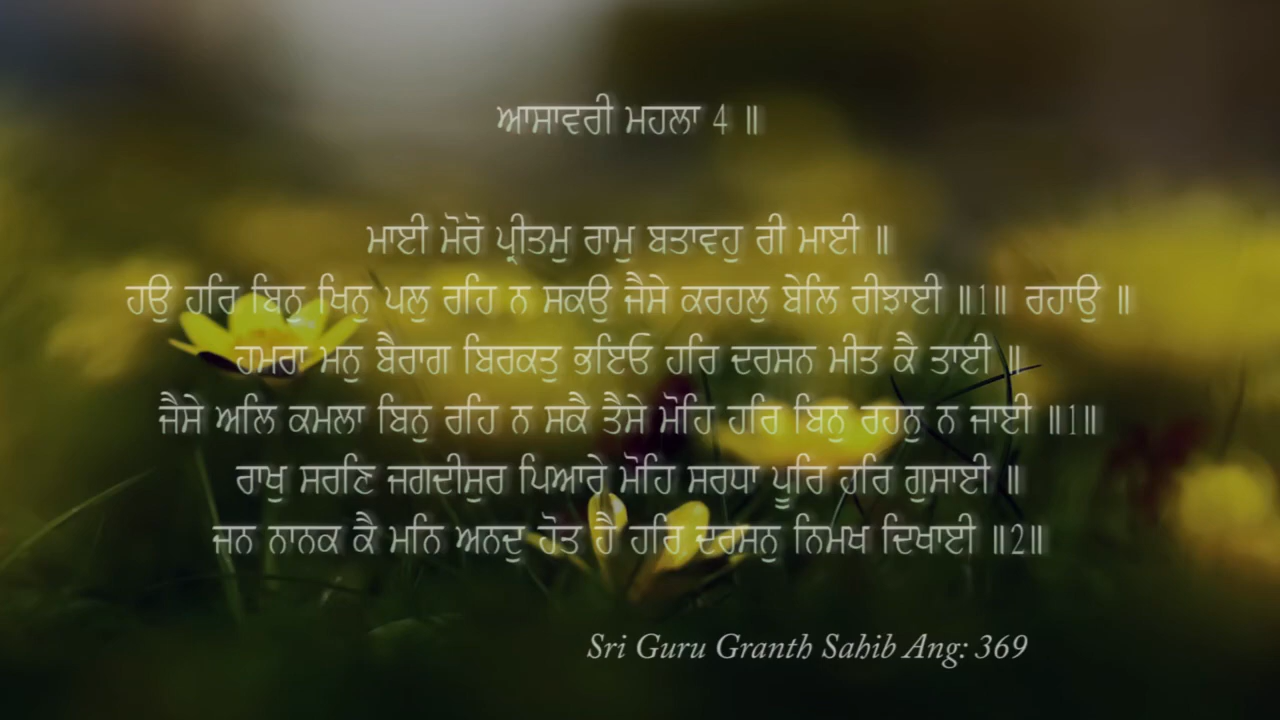 ਆਸਾਵਰੀ ਮਹਲਾ 4 ॥
ਮਾਈ ਮੋਰੋ ਪ੍ਰੀਤਮੁ ਰਾਮੁ ਬਤਾਵਹੁ ਰੀ ਮਾਈ ॥
ਹਉ ਹਰਿ ਬਿਨੁ ਖਿਨੁ ਪਲੁ ਰਹਿ ਨ ਸਕਉ ਜੈਸੇ ਕਰਹਲੁ ਬੇਲਿ ਰੀਝਾਈ ॥1॥ ਰਹਾਉ ॥
ਹਮਰਾ ਮਨੁ ਬੈਰਾਗ ਬਿਰਕਤੁ ਭਇਓ ਹਰਿ ਦਰਸਨ ਮੀਤ ਕੈ ਤਾਈ ॥
ਜੈਸੇ ਅਲਿ ਕਮਲਾ ਬਿਨੁ ਰਹਿ ਨ ਸਕੈ ਤੈਸੇ ਮੋਹਿ ਹਰਿ ਬਿਨੁ ਰਹਨੁ ਨ ਜਾਈ ॥1॥
ਰਾਖੁ ਸਰਣਿ ਜਗਦੀਸੁਰ ਪਿਆਰੇ ਮੋਹਿ ਸਰਧਾ ਪੂਰਿ ਹਰਿ ਗੁਸਾਈ ॥
ਜਨ ਨਾਨਕ ਕੈ ਮਨਿ ਅਨਦੁ ਹੋਤ ਹੈ ਹਰਿ ਦਰਸਨੁ ਨਿਮਖ ਦਿਖਾਈ ॥2॥
Sri Guru Granth Sahib Ang: 369